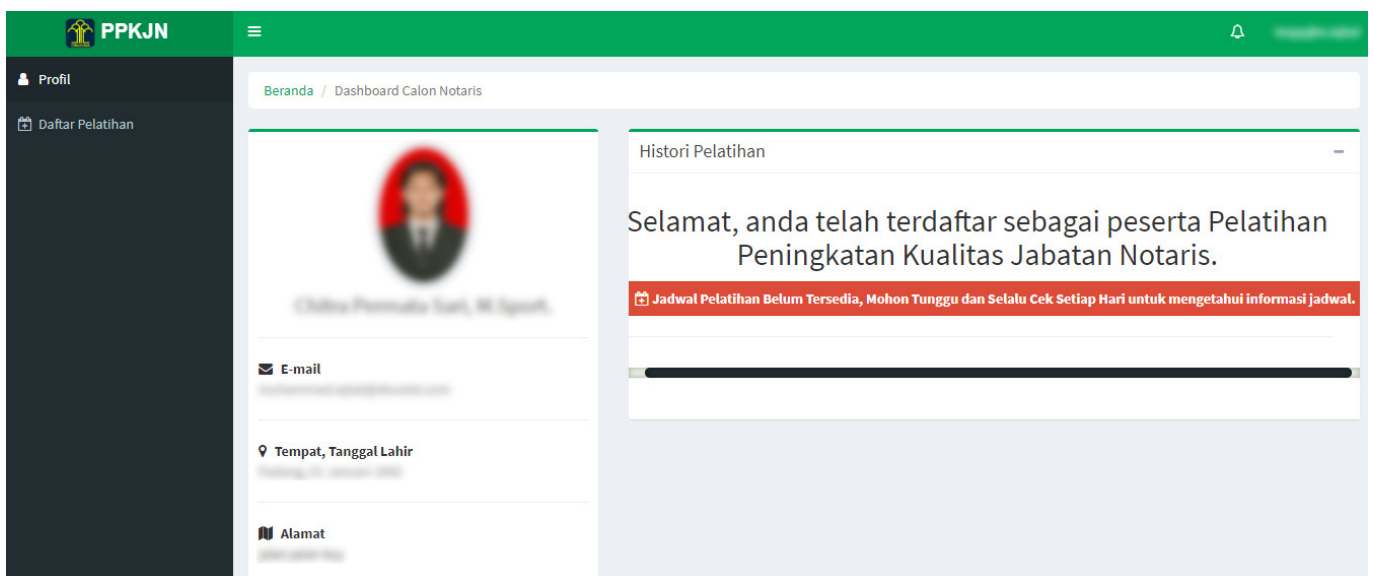 PPKJN
Profil
Daftar Pelatihan
Beranda / Dashboard Calon Notaris
E-mail
Tempat, Tanggal Lahir
Alamat
Histori Pelatihan
Selamat, anda telah terdaftar sebagai peserta Pelatihan
Peningkatan Kualitas Jabatan Notaris.
Jadwal Pelatihan Belum Tersedia, Mohon Tunggu dan Selalu Cek Setiap Hari untuk mengetahui informasi jadwal.